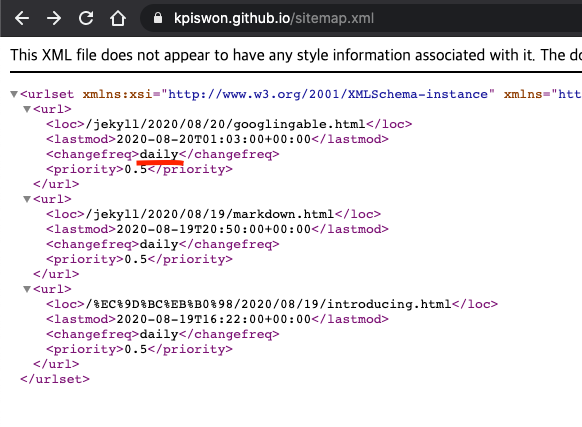 kpiswon.github.io/sitemap.xml
This XML file does not appear to have any style information associated with it. The do
▼<urlset xmlns:xsi="http://www.w3.org/2001/XMLSchema-instance" xmlns="htt
▼<url>
<loc>/jekyll/2020/08/20/googlingable.html</loc>
<lastmod>2020-08-20T01:03:00+00:00</lastmod>
<changefreq>daily</changefreq>
<priority>0.5</priority>
</url>
▼<url>
<loc>/jekyll/2020/08/19/markdown.html</loc>
<lastmod>2020-08-19T20:50:00+00:00</lastmod>
<changefreq>daily</changefreq>
<priority>0.5</priority>
</url>
▼<url>
<loc>/%EC%9D%BC%EB%B0%98/2020/08/19/introducing.html</loc>
<lastmod>2020-08-19T16:22:00+00:00</lastmod>
<changefreq>daily</changefreq>
<priority>0.5</priority>
</url>
</urlset>